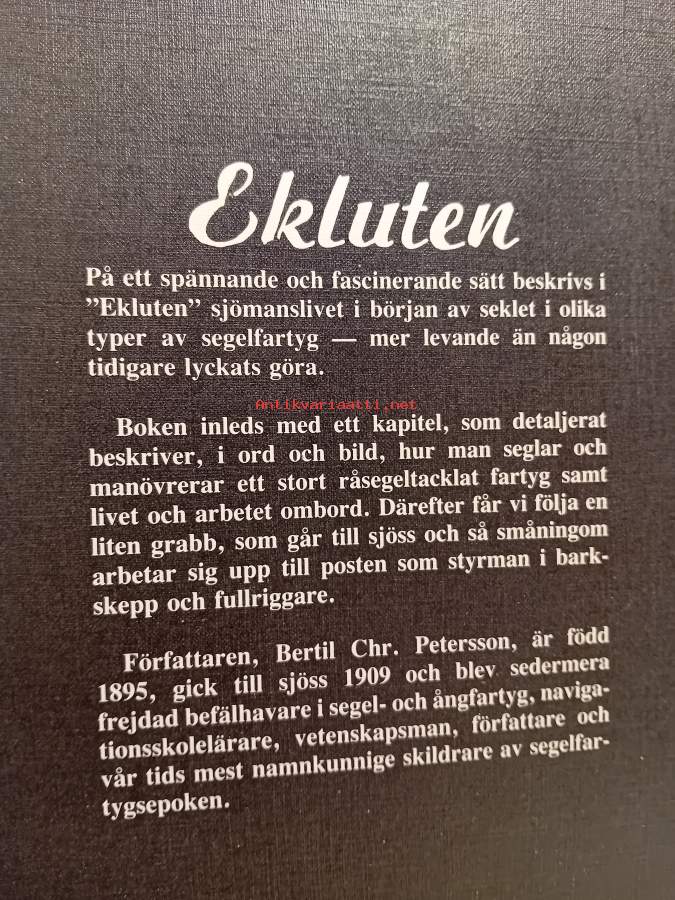 Ekluten
På ett spännande och fascinerande sätt beskrivs i
”Ekluten” sjömanslivet i början av seklet i olika
typer av segelfartyg — mer levande än någon
tidigare lyckats göra.
Antikvariaatti.net
Boken inleds med ett kapitel, som detaljerat
beskriver, i ord och bild, hur man seglar och
manövrerar ett stort råsegeltacklat fartyg samt
livet och arbetet ombord. Därefter får vi följa en
liten grabb, som går till sjöss och så småningom
arbetar sig upp till posten som styrman i bark-
skepp och fullriggare.
Författaren, Bertil Chr. Petersson, är född
1895, gick till sjöss 1909 och blev sedermera
frejdad befälhavare i segel- och ångfartyg, naviga-
tionsskolelärare, vetenskapsman, författare och
vår tids mest namnkunnige skildrare av segelfar-
tygsepoken.